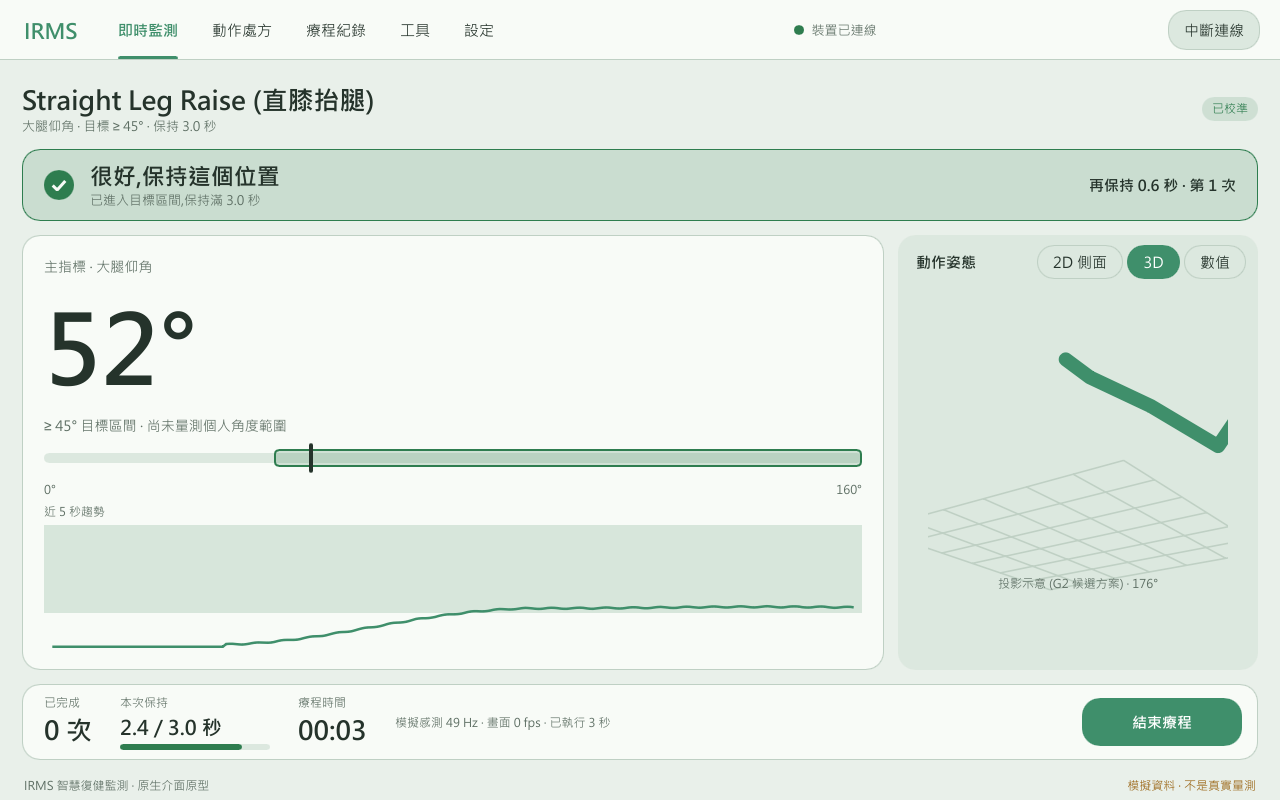 IRMS 即時監測 動作處方 療程紀錄 工具 設定 裝置已連線 中斷連線
Straight Leg Raise (直膝抬腿)
大腿仰角 · 目標 ≥ 45° · 保持 3.0 秒
已校準
很好,保持這個位置
已進入目標區間,保持滿 3.0 秒
再保持 0.6 秒 · 第 1 次
主指標 · 大腿仰角
52°
≥ 45° 目標區間 · 尚未量測個人角度範圍
0° 160°
近 5 秒趨勢
動作姿態 2D 側面 3D 數值
投影示意 (G2 候選方案) · 176°
已完成
0 次
本次保持
2.4 / 3.0 秒
療程時間
00:03
模擬感測 49 Hz · 畫面 0 fps · 已執行 3 秒
結束療程
IRMS 智慧復健監測 · 原生介面原型
模擬資料 · 不是真實量測